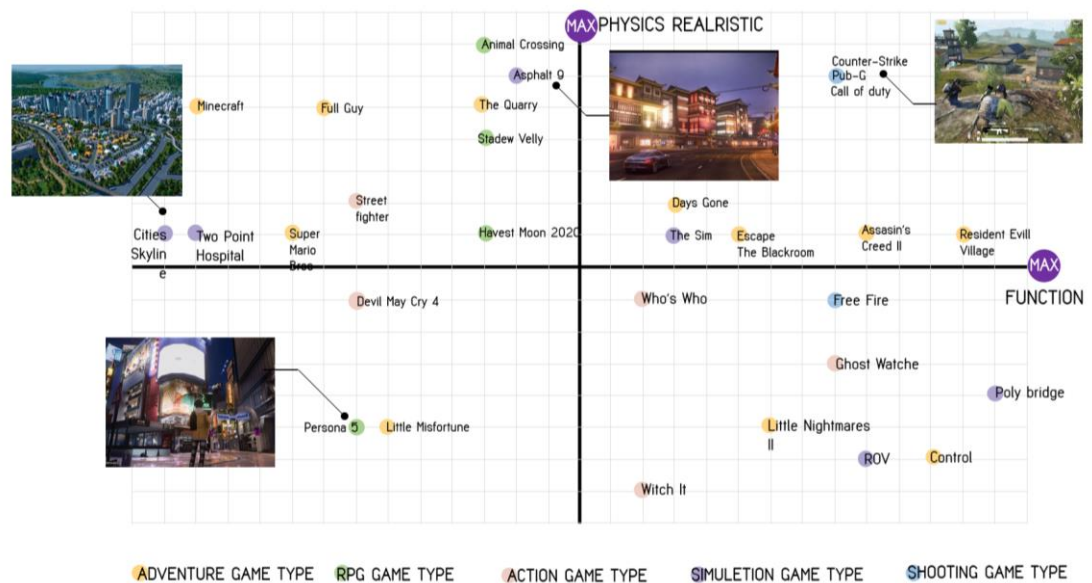 MAX PHYSICS REALRISTIC
Animal Crossing
Asphalt 9
Counter-Strike
Pub-G
Call of duty
Minecraft
Full Guy
The Quarry
Stadew Velly
Street
fighter
Days Gone
Cities
Skylin
e
Two Point
Hospital
Super
Mario
Bros
Havest Moon 2020
The Sim
Escape
The Blackroom
Assasin's
Creed II
Resident Evill
Village
MAX
FUNCTION
Devil May Cry 4
Who's Who
Free Fire
Ghost Watche
Poly bridge
Persona 5
Little Misfortune
Little Nightmares
II
ROV
Control
Witch It
ADVENTURE GAME TYPE RPG GAME TYPE ACTION GAME TYPE SIMULETION GAME TYPE SHOOTING GAME TYPE